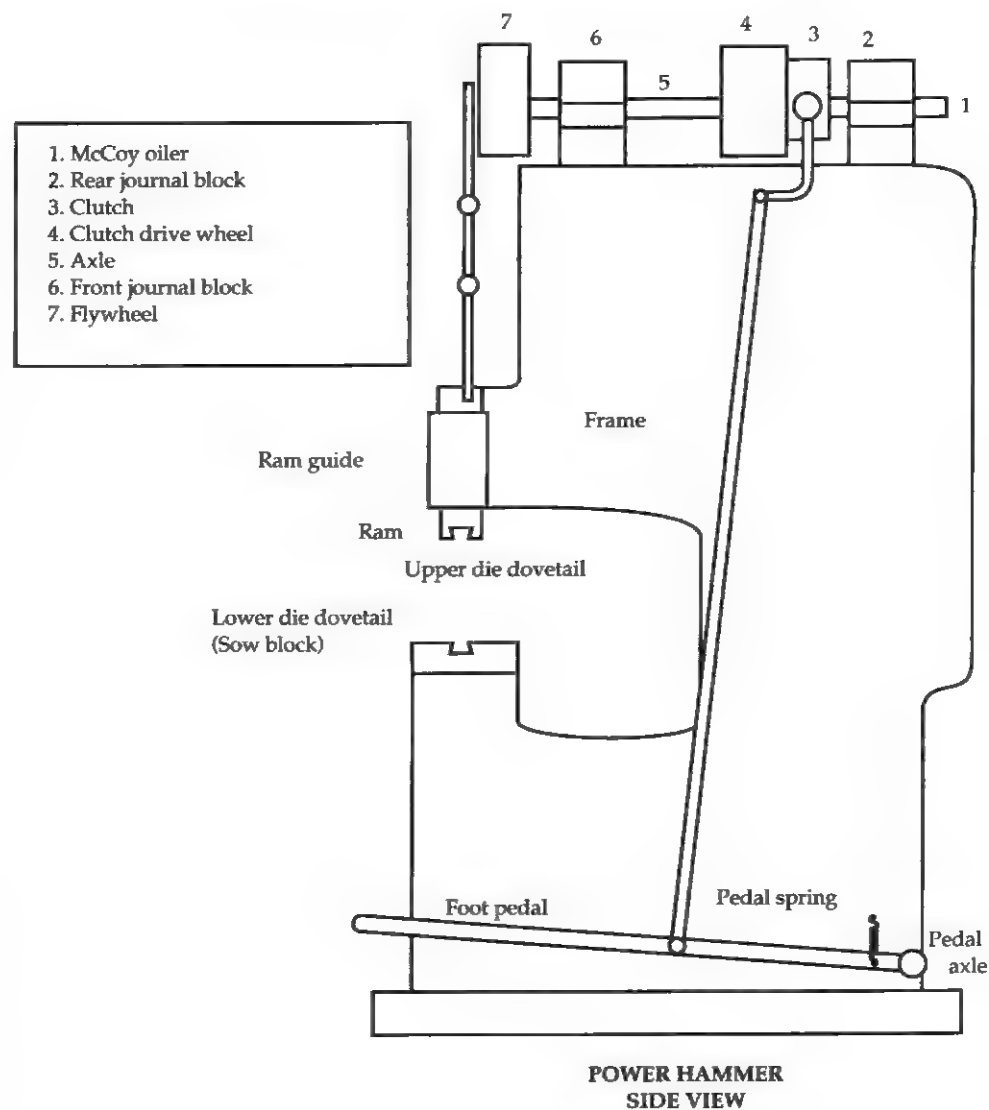 7
6
4
3
2
5
1
1. McCoy oiler
2. Rear journal block
3. Clutch
4. Clutch drive wheel
5. Axle
6. Front journal block
7. Flywheel
Frame
Ram guide
Ram
Upper die dovetail
Lower die dovetail
(Sow block)
Foot pedal
Pedal spring
Pedal
axle
POWER HAMMER
SIDE VIEW